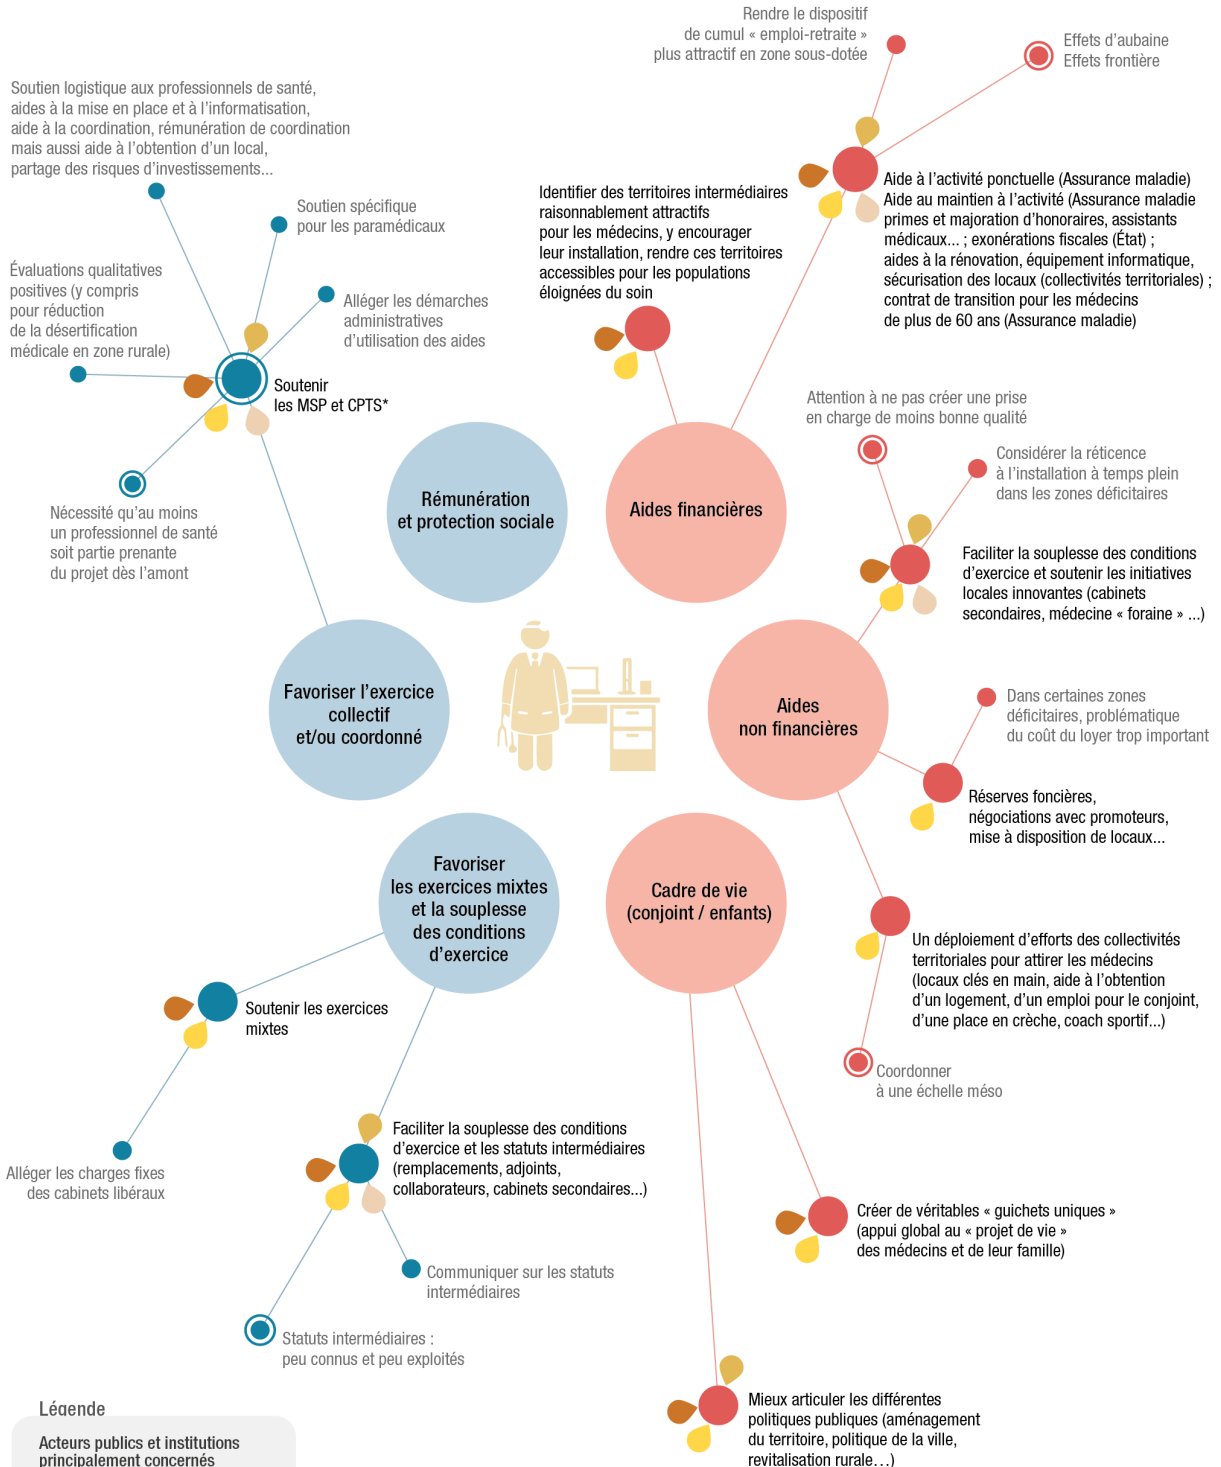 Rendre le dispositif
de cumul « emploi-retraite »
plus attractif en zone sous-dotée
Effets d'aubaine
Effets frontière
Soutien logistique aux professionnels de santé,
aides à la mise en place et à l'informatisation,
aide à la coordination, rémunération de coordination
mais aussi aide à l'obtention d'un local,
partage des risques d'investissements...
Soutien spécifique
pour les paramédicaux
Évaluations qualitatives
positives (y compris
pour réduction
de la désertification
médicale en zone rurale)
Alléger les démarches
administratives
d'utilisation des aides
Soutenir
les MSP et CPTS*
Nécessité qu'au moins
un professionnel de santé
soit partie prenante
du projet dès l'amont
Identifier des territoires intermédiaires
raisonnablement attractifs
pour les médecins, y encourager
leur installation, rendre ces territoires
accessibles pour les populations
éloignées du soin
Aide à l'activité ponctuelle (Assurance maladie)
Aide au maintien à l'activité (Assurance maladie
primes et majoration d'honoraires, assistants
médicaux... ; exonérations fiscales (État) ;
aides à la rénovation, équipement informatique,
sécurisation des locaux (collectivités territoriales) ;
contrat de transition pour les médecins
de plus de 60 ans (Assurance maladie)
Attention à ne pas créer une prise
en charge de moins bonne qualité
Considérer la réticence
à l'installation à temps plein
dans les zones déficitaires
Rémunération
et protection sociale
Aides financières
Faciliter la souplesse des conditions
d'exercice et soutenir les initiatives
locales innovantes (cabinets
secondaires, médecine « foraine » ...)
Favoriser l'exercice
collectif
et/ou coordonné
Aides
non financières
Dans certaines zones
déficitaires, problématique
du coût du loyer trop important
Réserves foncières,
négociations avec promoteurs,
mise à disposition de locaux...
Favoriser
les exercices mixtes
et la souplesse
des conditions
d'exercice
Cadre de vie
(conjoint / enfants)
Un déploiement d'efforts des collectivités
territoriales pour attirer les médecins
(locaux clés en main, aide à l'obtention
d'un logement, d'un emploi pour le conjoint,
d'une place en crèche, coach sportif...)
Soutenir les exercices
mixtes
Coordonner
à une échelle méso
Alléger les charges fixes
des cabinets libéraux
Faciliter la souplesse des conditions
d'exercice et les statuts intermédiaires
(remplacements, adjoints,
collaborateurs, cabinets secondaires...)
Créer de véritables « guichets uniques »
(appui global au « projet de vie »
des médecins et de leur famille)
Communiquer sur les statuts
intermédiaires
Statuts intermédiaires :
peu connus et peu exploités
Mieux articuler les différentes
politiques publiques (aménagement
du territoire, politique de la ville,
revitalisation rurale...)
Légende
Acteurs publics et institutions
principalement concernés